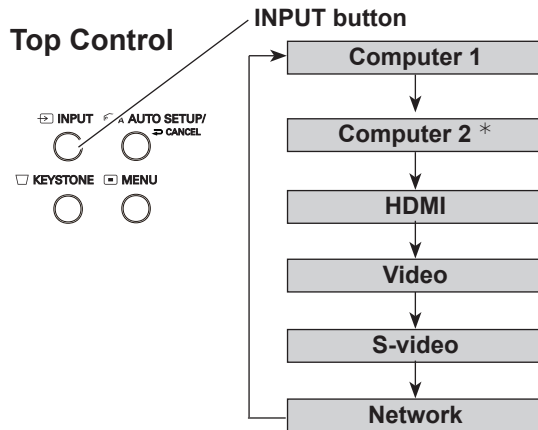 INPUT button
Top Control
INPUT
A AUTO SETUP/
CANCEL
KEYSTONE
MENU
Computer 1
Computer 2 *
HDMI
Video
S-video
Network